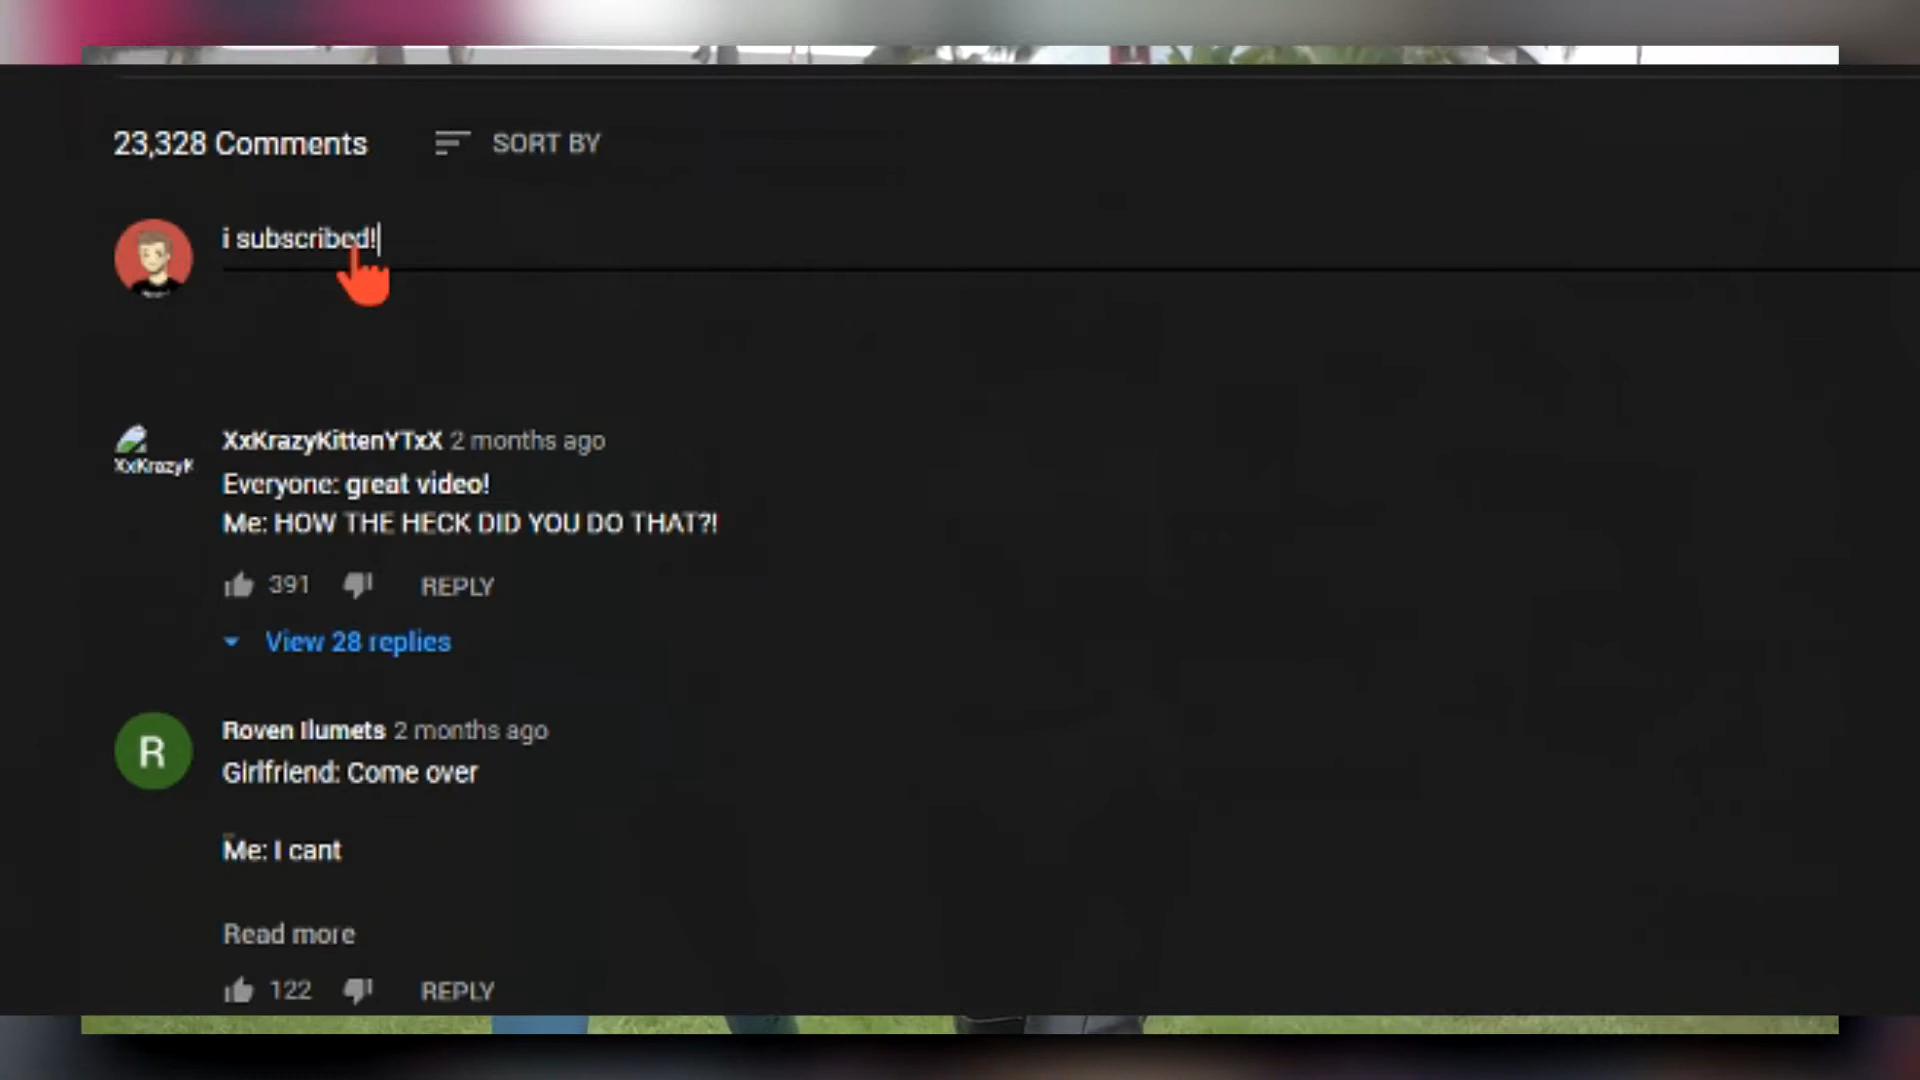 23,328 Comments SORT BY
i subscribed!
XxKrazyK
XxKrazyKittenYTxX 2 months ago
Everyone: great video!
Me: HOW THE HECK DID YOU DO THAT?!
391 REPLY
View 28 replies
R
Roven Ilumets 2 months ago
Girlfriend: Come over
Me: I cant
Read more
122 REPLY